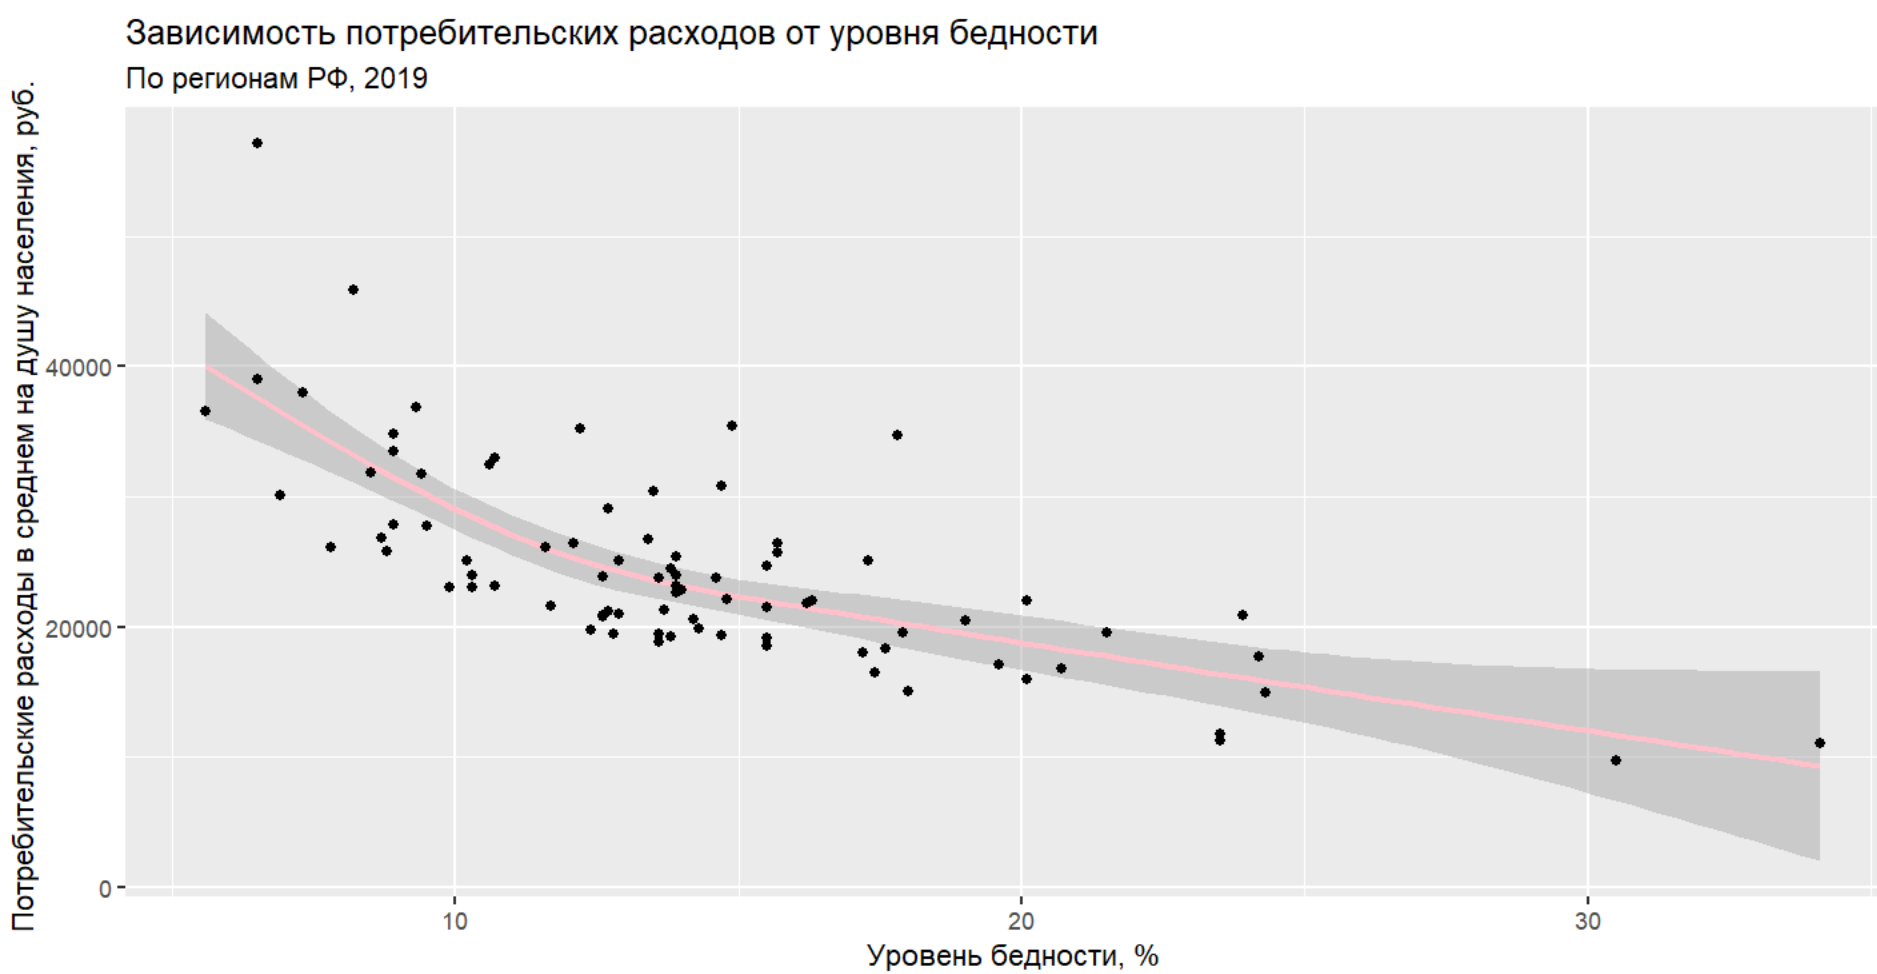 Зависимость потребительских расходов от уровня бедности
По регионам РФ, 2019
Потребительские расходы в среднем на душу населения, руб.
40000
20000
0
10
20
30
Уровень бедности, %